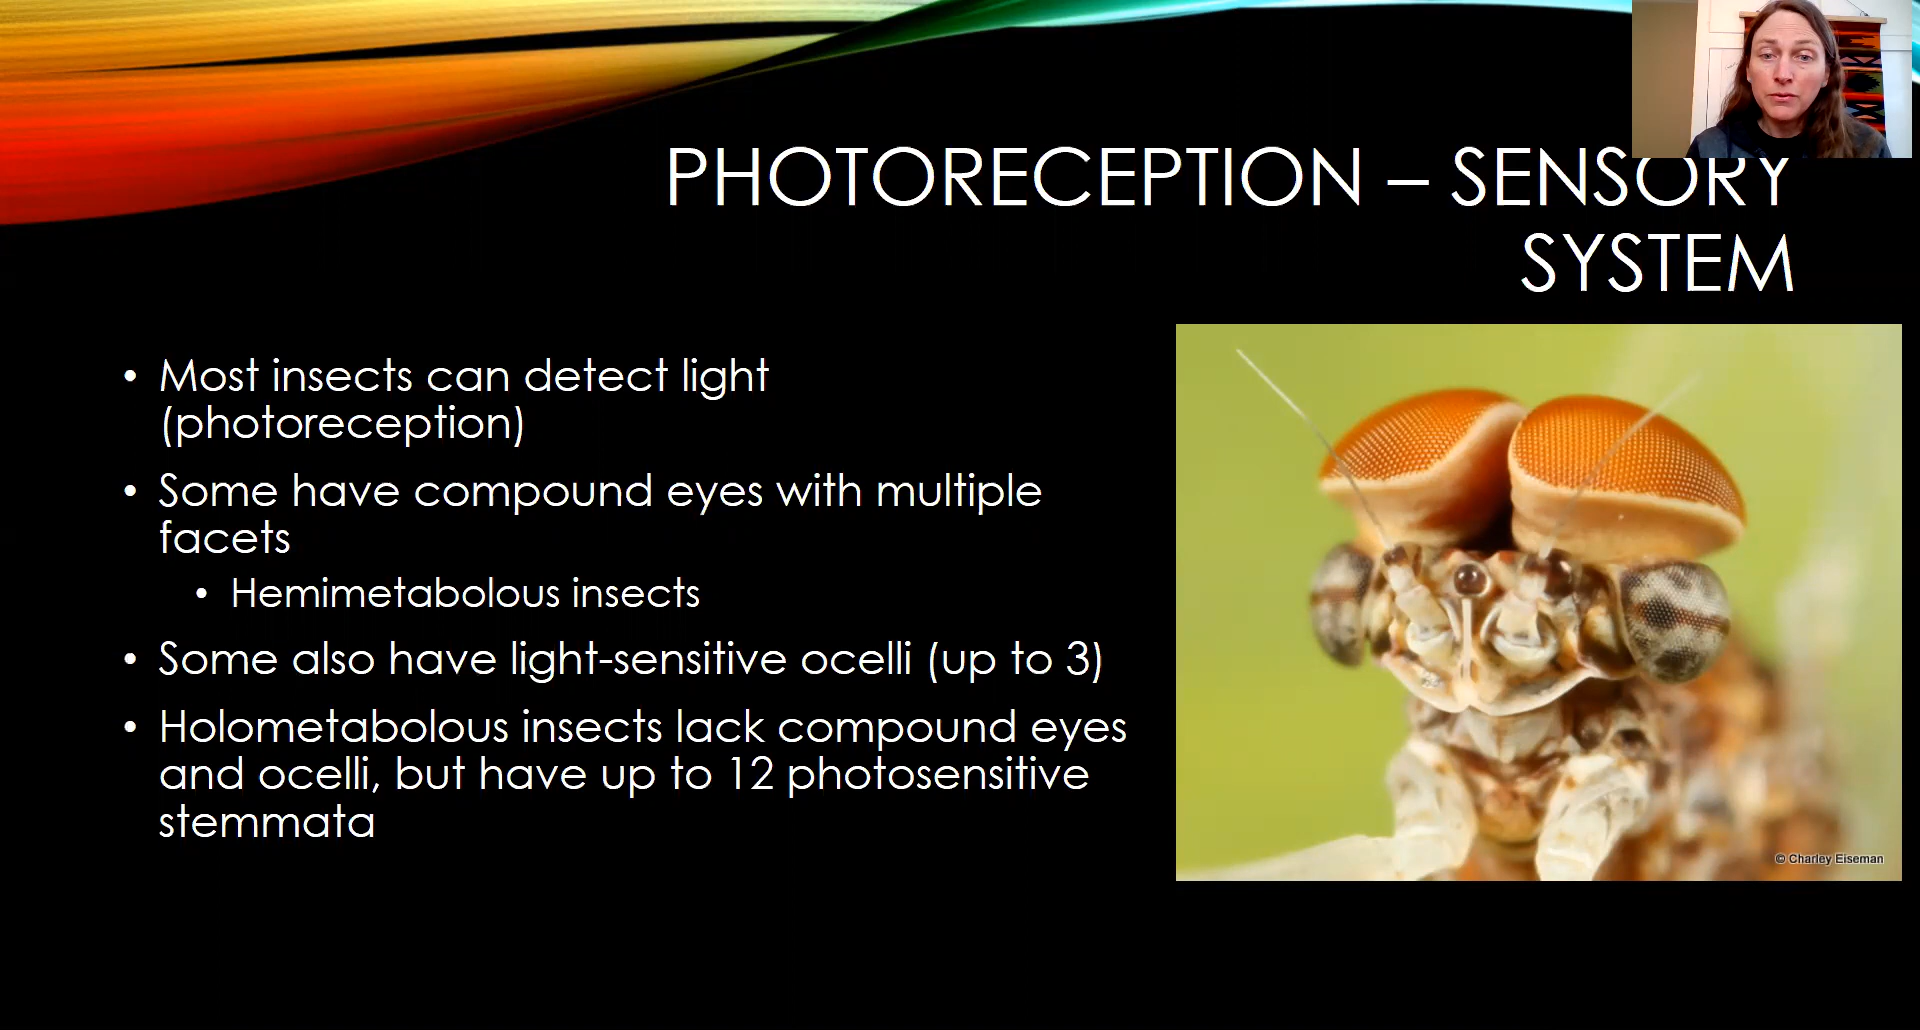 PHOTORECEPTION – SENSORY
SYSTEM
• Most insects can detect light
(photoreception)
• Some have compound eyes with multiple
facets
• Hemimetabolous insects
• Some also have light-sensitive ocelli (up to 3)
• Holometabolous insects lack compound eyes
and ocelli, but have up to 12 photosensitive
stemmata
© Charley Eiseman